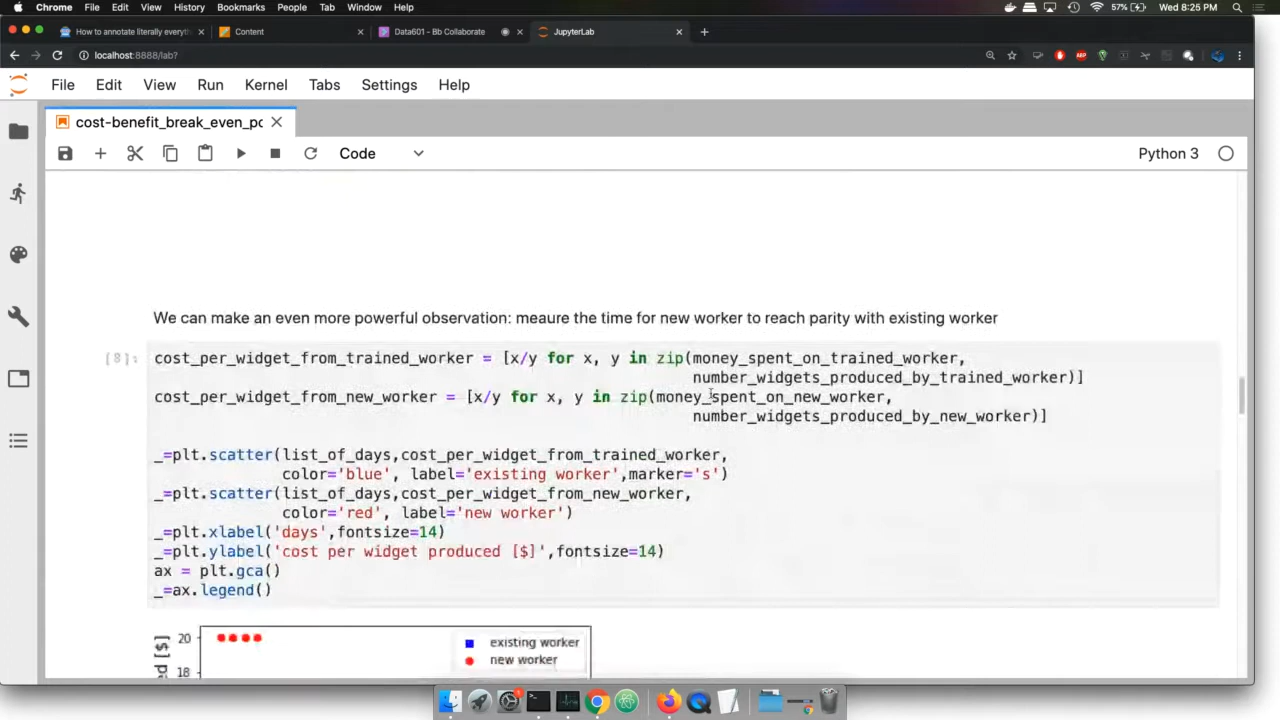 Chrome File Edit View History Bookmarks People Tab Window Help 57% Wed 8:25 PM
How to annotate literally everyth Content Data601 - Bb Collaborate JupyterLab
localhost:8888/lab?
File Edit View Run Kernel Tabs Settings Help
cost-benefit_break_even_po
Code Python 3
We can make an even more powerful observation: meaure the time for new worker to reach parity with existing worker
[8]: cost_per_widget_from_trained_worker = [x/y for x, y in zip(money_spent_on_trained_worker,
number_widgets_produced_by_trained_worker)]
cost_per_widget_from_new_worker = [x/y for x, y in zip(money_spent_on_new_worker,
number_widgets_produced_by_new_worker)]
_=plt.scatter(list_of_days,cost_per_widget_from_trained_worker,
color='blue', label='existing worker',marker='s')
_=plt.scatter(list_of_days,cost_per_widget_from_new_worker,
color='red', label='new worker')
_=plt.xlabel('days',fontsize=14)
_=plt.ylabel('cost per widget produced [$]',fontsize=14)
ax = plt.gca()
_=ax.legend()
20 existing worker
new worker
18
ed [$]